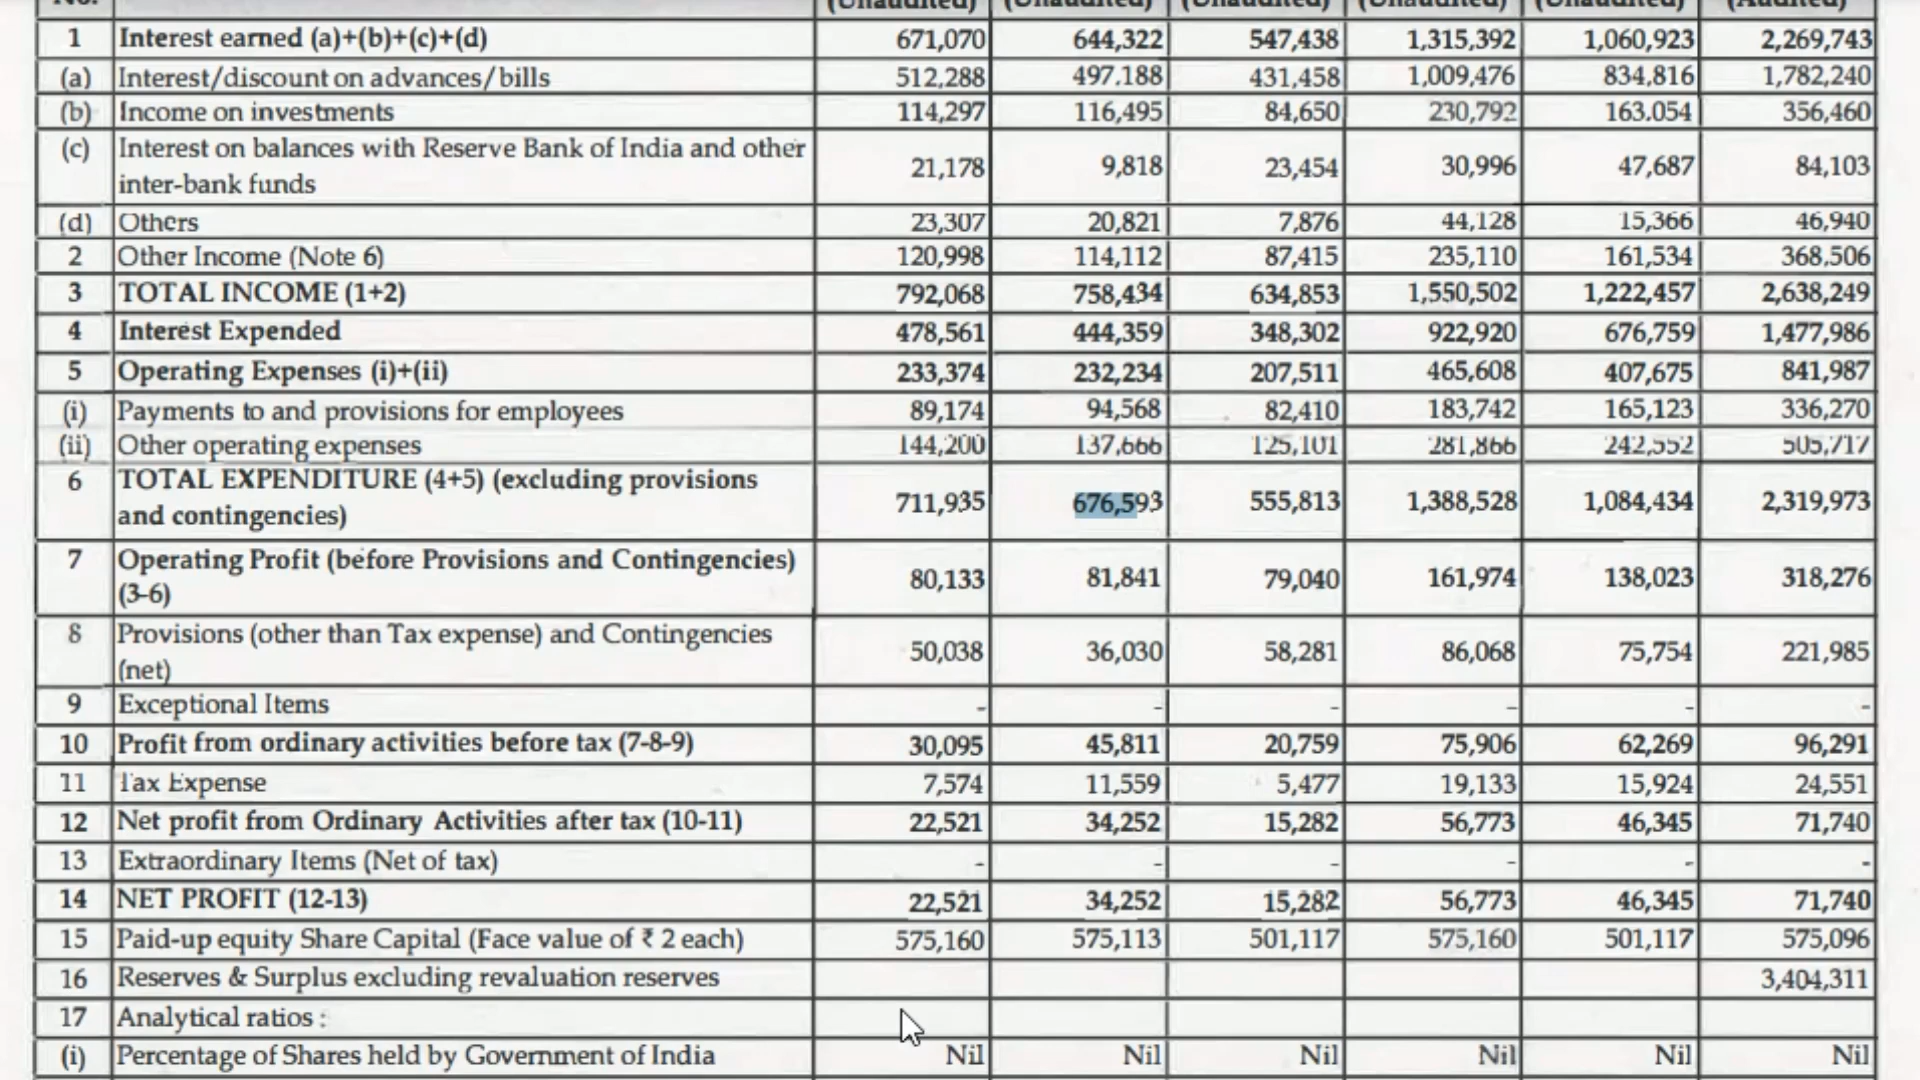 No. (Unaudited) (Unaudited) (Unaudited) (Unaudited) (Unaudited) (Audited)
1 Interest earned (a)+(b)+(c)+(d) 671,070 644,322 547,438 1,315,392 1,060,923 2,269,743
(a) Interest/discount on advances/bills 512,288 497.188 431,458 1,009,476 834,816 1,782,240
(b) Income on investments 114,297 116,495 84,650 230,792 163.054 356,460
(c) Interest on balances with Reserve Bank of India and other
inter-bank funds 21,178 9,818 23,454 30,996 47,687 84,103
(d) Others 23,307 20,821 7,876 44,128 15,366 46,940
2 Other Income (Note 6) 120,998 114,112 87,415 235,110 161,534 368,506
3 TOTAL INCOME (1+2) 792,068 758,434 634,853 1,550,502 1,222,457 2,638,249
4 Interest Expended 478,561 444,359 348,302 922,920 676,759 1,477,986
5 Operating Expenses (i)+(ii) 233,374 232,234 207,511 465,608 407,675 841,987
(i) Payments to and provisions for employees 89,174 94,568 82,410 183,742 165,123 336,270
(ii) Other operating expenses 144,200 137,666 125,101 281,866 242,552 505,717
6 TOTAL EXPENDITURE (4+5) (excluding provisions
and contingencies) 711,935 676,593 555,813 1,388,528 1,084,434 2,319,973
7 Operating Profit (before Provisions and Contingencies)
(3-6) 80,133 81,841 79,040 161,974 138,023 318,276
8 Provisions (other than Tax expense) and Contingencies
(net) 50,038 36,030 58,281 86,068 75,754 221,985
9 Exceptional Items - - - - - -
10 Profit from ordinary activities before tax (7-8-9) 30,095 45,811 20,759 75,906 62,269 96,291
11 Tax Expense 7,574 11,559 5,477 19,133 15,924 24,551
12 Net profit from Ordinary Activities after tax (10-11) 22,521 34,252 15,282 56,773 46,345 71,740
13 Extraordinary Items (Net of tax) - - - - - -
14 NET PROFIT (12-13) 22,521 34,252 15,282 56,773 46,345 71,740
15 Paid-up equity Share Capital (Face value of ₹ 2 each) 575,160 575,113 501,117 575,160 501,117 575,096
16 Reserves & Surplus excluding revaluation reserves 3,404,311
17 Analytical ratios :
(i) Percentage of Shares held by Government of India Nil Nil Nil Nil Nil Nil